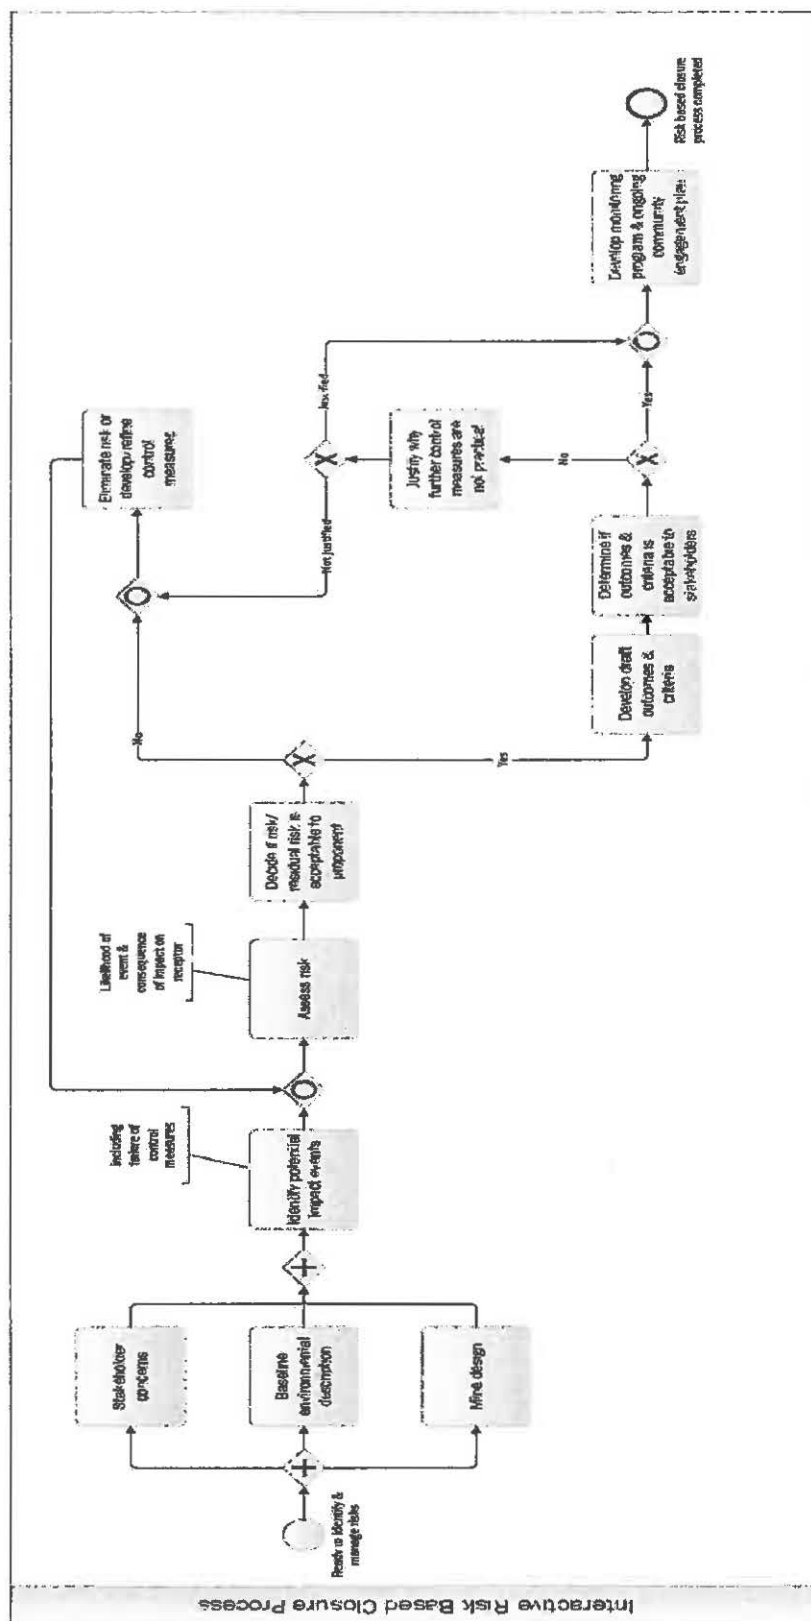 Interactive Risk Based Closure Process
Ready to identify &
manage risks
Stakeholder
concerns
Baseline
environmental
description
Mine design
Identify potential
impact events
including
failure of
control
measures
Assess risk
Likelihood of
event &
consequence
of impact on
receptor
Decide if risk/
residual risk is
acceptable to
proponent
No
Yes
Eliminate risk or
develop/refine
control
measures
Develop draft
outcomes &
criteria
Determine if
outcomes &
criteria is
acceptable to
stakeholders
No
Yes
Justify why
further control
measures are
not practical
Not justified
Justified
Develop monitoring
program & ongoing
community
engagement plan
Risk based closure
process completed